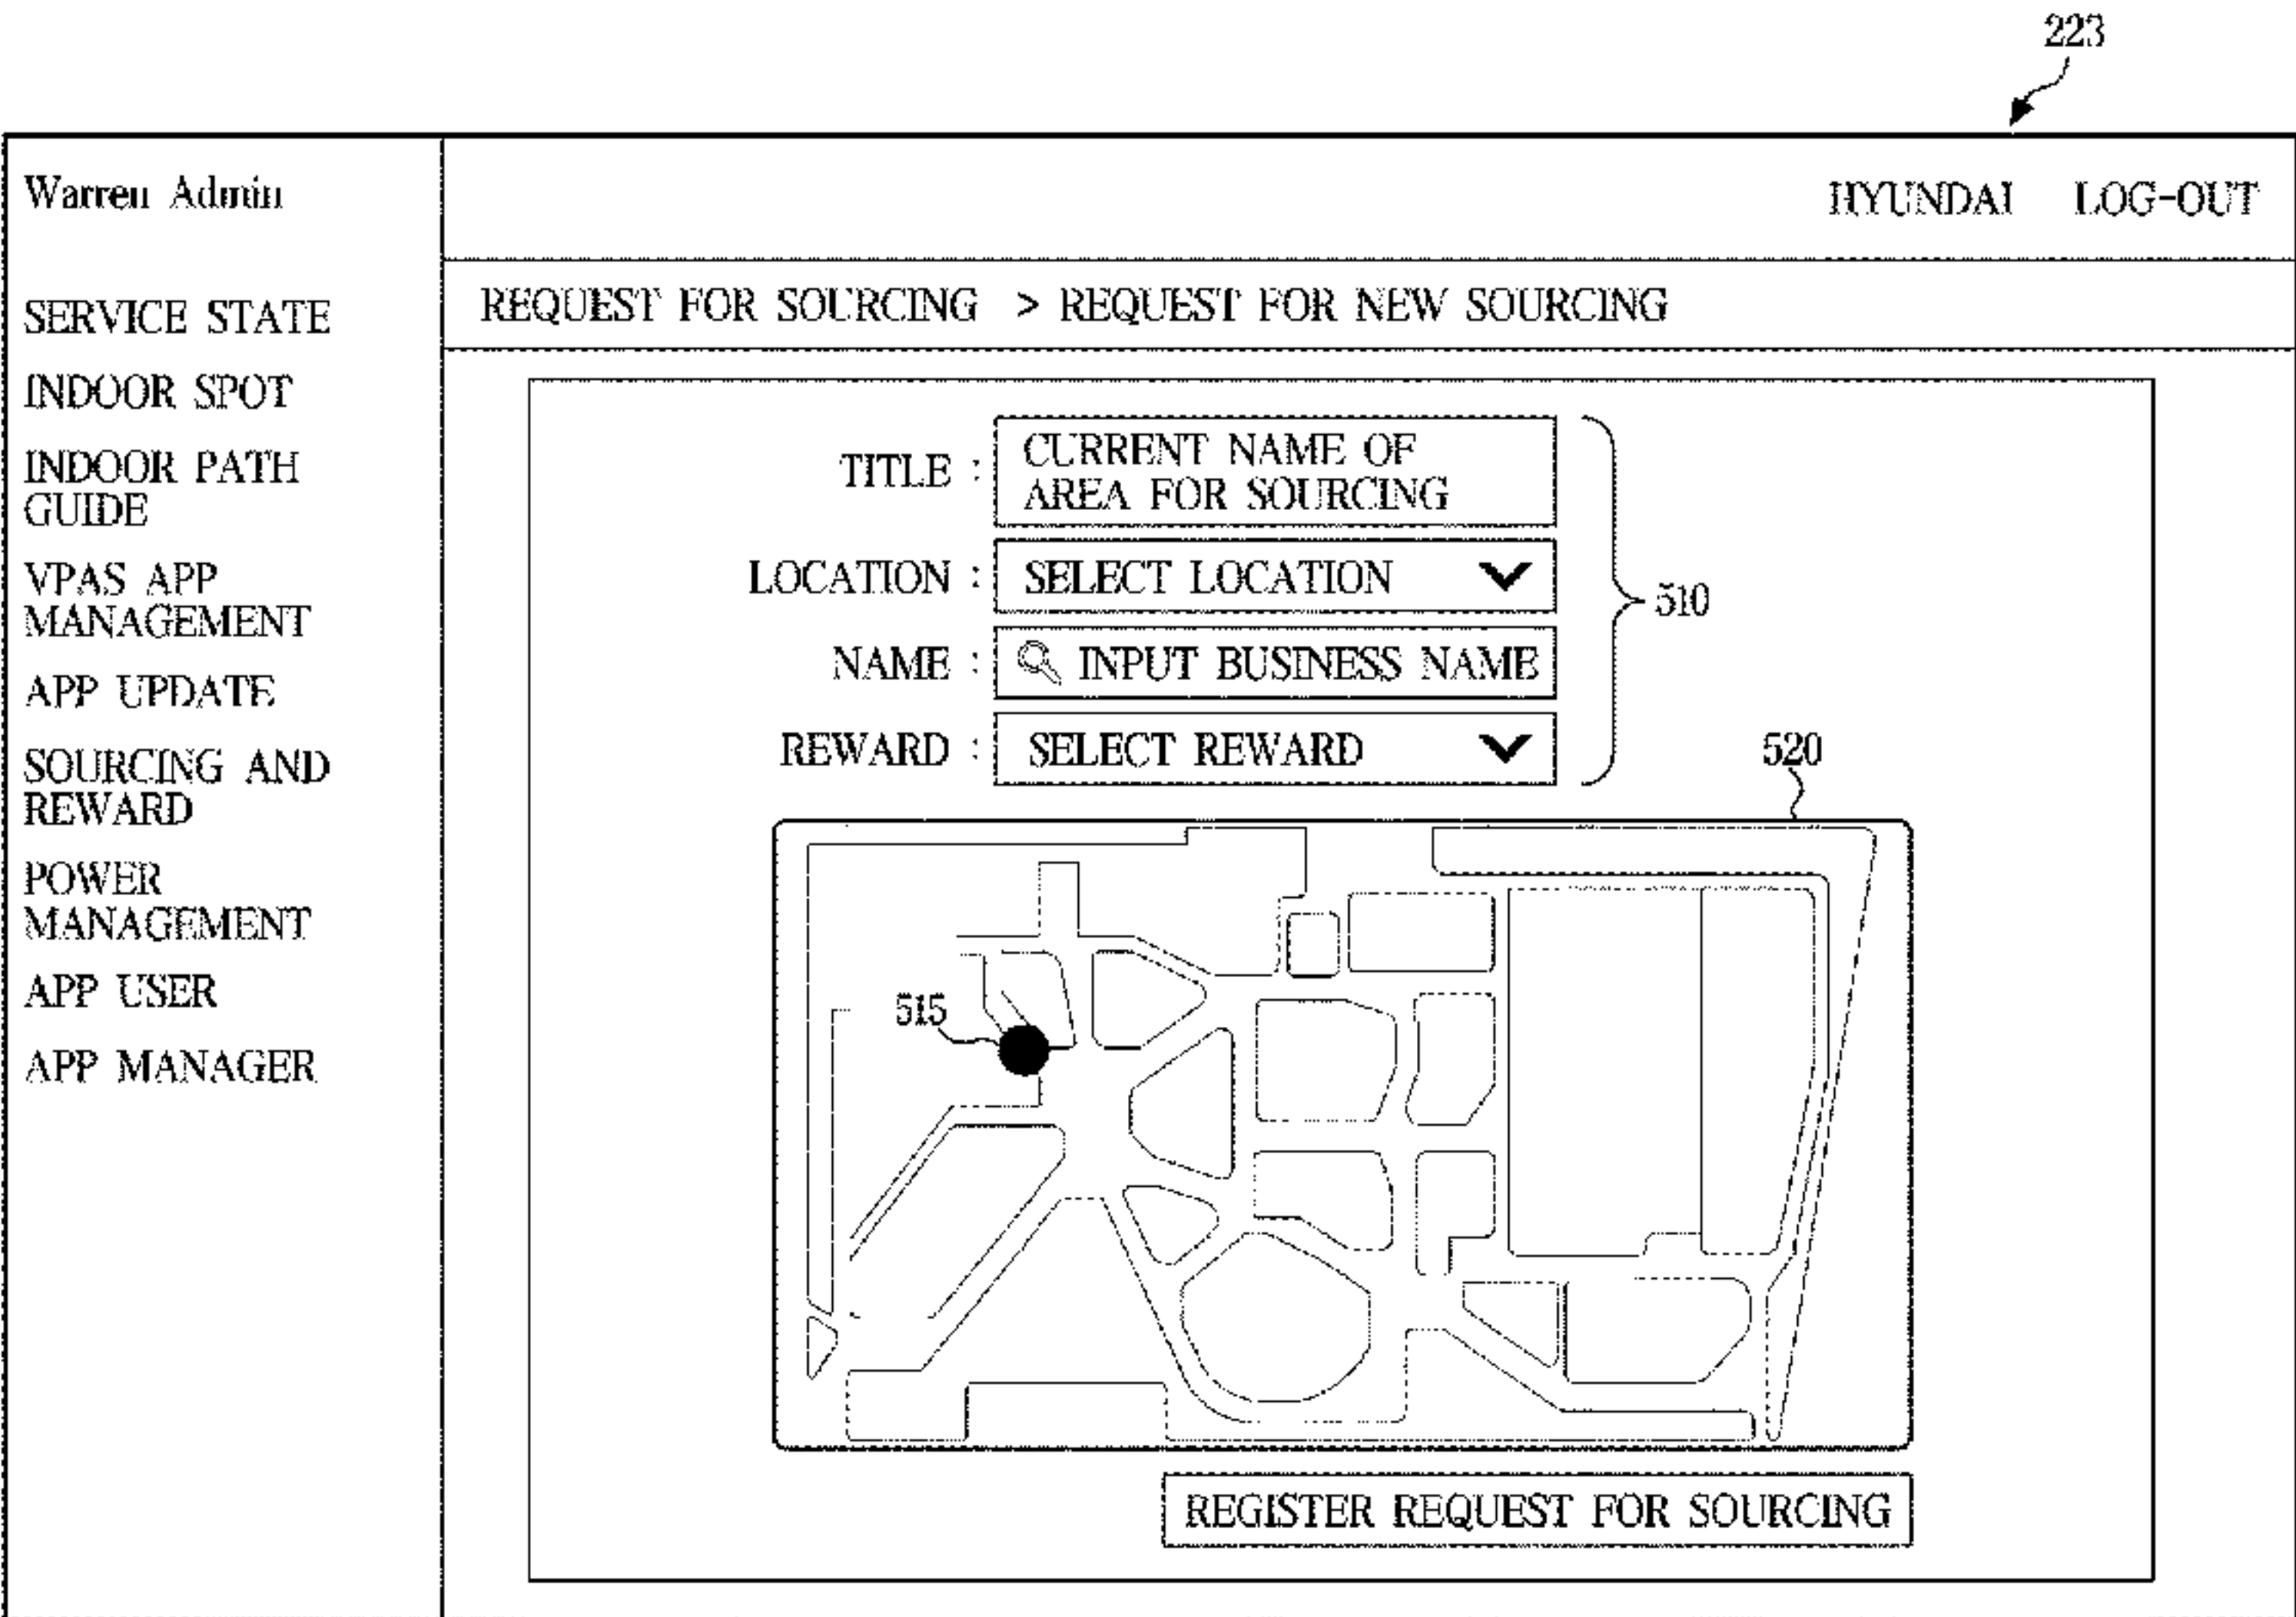 223
Warren Admin
HYUNDAI LOG-OUT
SERVICE STATE
INDOOR SPOT
INDOOR PATH
GUIDE
VPAS APP
MANAGEMENT
APP UPDATE
SOURCING AND
REWARD
POWER
MANAGEMENT
APP USER
APP MANAGER
REQUEST FOR SOURCING > REQUEST FOR NEW SOURCING
TITLE : CURRENT NAME OF
AREA FOR SOURCING
LOCATION : SELECT LOCATION
NAME : INPUT BUSINESS NAME
REWARD : SELECT REWARD
510
520
515
REGISTER REQUEST FOR SOURCING